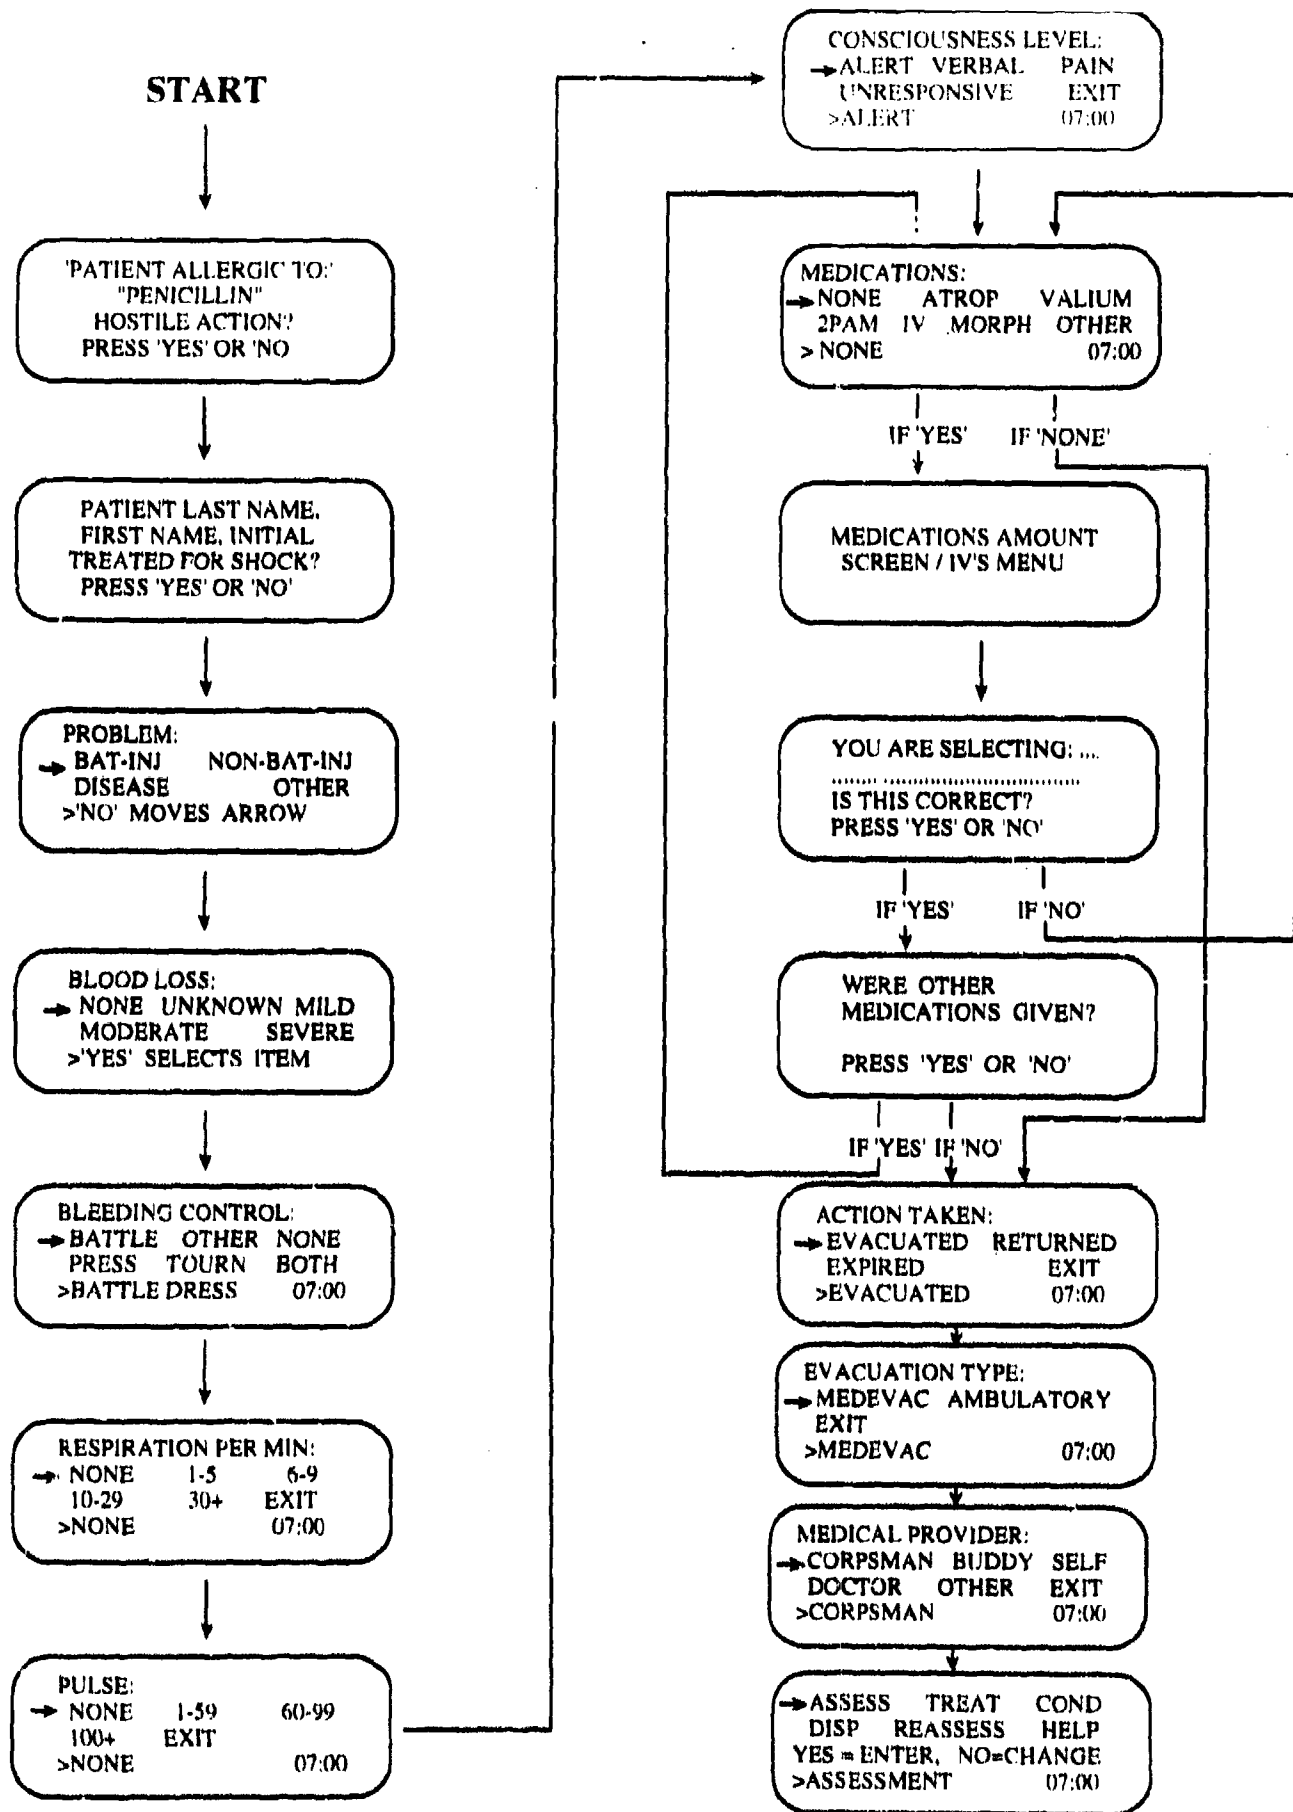 START
'PATIENT ALLERGIC TO:'
"PENICILLIN"
HOSTILE ACTION?
PRESS 'YES' OR 'NO
PATIENT LAST NAME,
FIRST NAME, INITIAL
TREATED FOR SHOCK?
PRESS 'YES' OR 'NO'
PROBLEM:
BAT-INJ NON-BAT-INJ
DISEASE OTHER
>'NO' MOVES ARROW
BLOOD LOSS:
NONE UNKNOWN MILD
MODERATE SEVERE
>'YES' SELECTS ITEM
BLEEDING CONTROL:
BATTLE OTHER NONE
PRESS TOURN BOTH
>BATTLE DRESS 07:00
RESPIRATION PER MIN:
NONE 1-5 6-9
10-29 30+ EXIT
>NONE 07:00
PULSE:
NONE 1-59 60-99
100+ EXIT
>NONE 07:00
CONSCIOUSNESS LEVEL:
ALERT VERBAL PAIN
UNRESPONSIVE EXIT
>ALERT 07:00
MEDICATIONS:
NONE ATROP VALIUM
2PAM IV MORPH OTHER
> NONE 07:00
IF 'YES' IF 'NONE'
MEDICATIONS AMOUNT
SCREEN / IV'S MENU
YOU ARE SELECTING: ....
....... ................................
IS THIS CORRECT?
PRESS 'YES' OR 'NO'
IF 'YES' IF 'NO'
WERE OTHER
MEDICATIONS GIVEN?
PRESS 'YES' OR 'NO'
IF 'YES' IF 'NO'
ACTION TAKEN:
EVACUATED RETURNED
EXPIRED EXIT
>EVACUATED 07:00
EVACUATION TYPE:
MEDEVAC AMBULATORY
EXIT
>MEDEVAC 07:00
MEDICAL PROVIDER:
CORPSMAN BUDDY SELF
DOCTOR OTHER EXIT
>CORPSMAN 07:00
ASSESS TREAT COND
DISP REASSESS HELP
YES = ENTER, NO=CHANGE
>ASSESSMENT 07:00